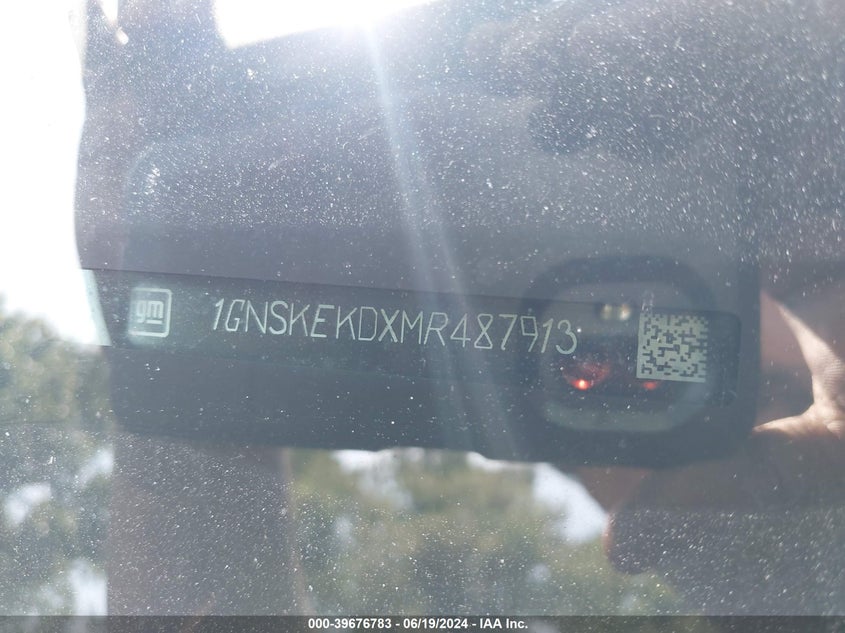 gm 1GNSKEKDXMR487913
000-39676783 - 06/19/2024 - IAA Inc.